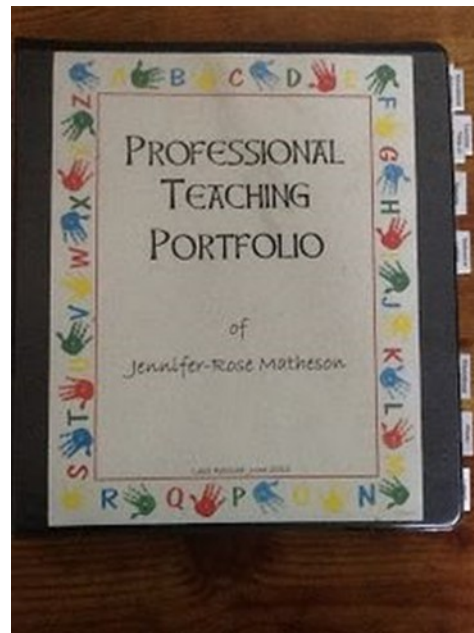 PROFESSIONAL
TEACHING
PORTFOLIO
of
Jennifer-Rose Matheson
A B C D E
F
G
H
I
J
K
L
M
N O P Q R
S
T
U
V
W
X
Y
Z